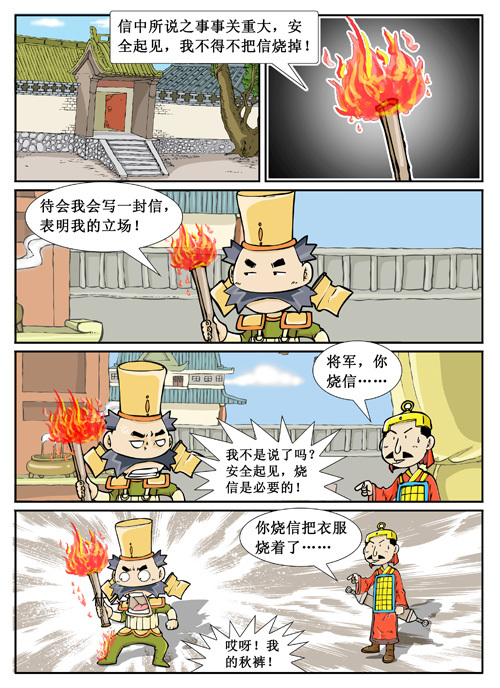 信中所说之事事关重大，安
全起见，我不得不把信烧掉！
待会我会写一封信，
表明我的立场！
将军，你
烧信……
我不是说了吗？
安全起见，烧
信是必要的！
你烧信把衣服
烧着了……
哎呀！我
的秋裤！